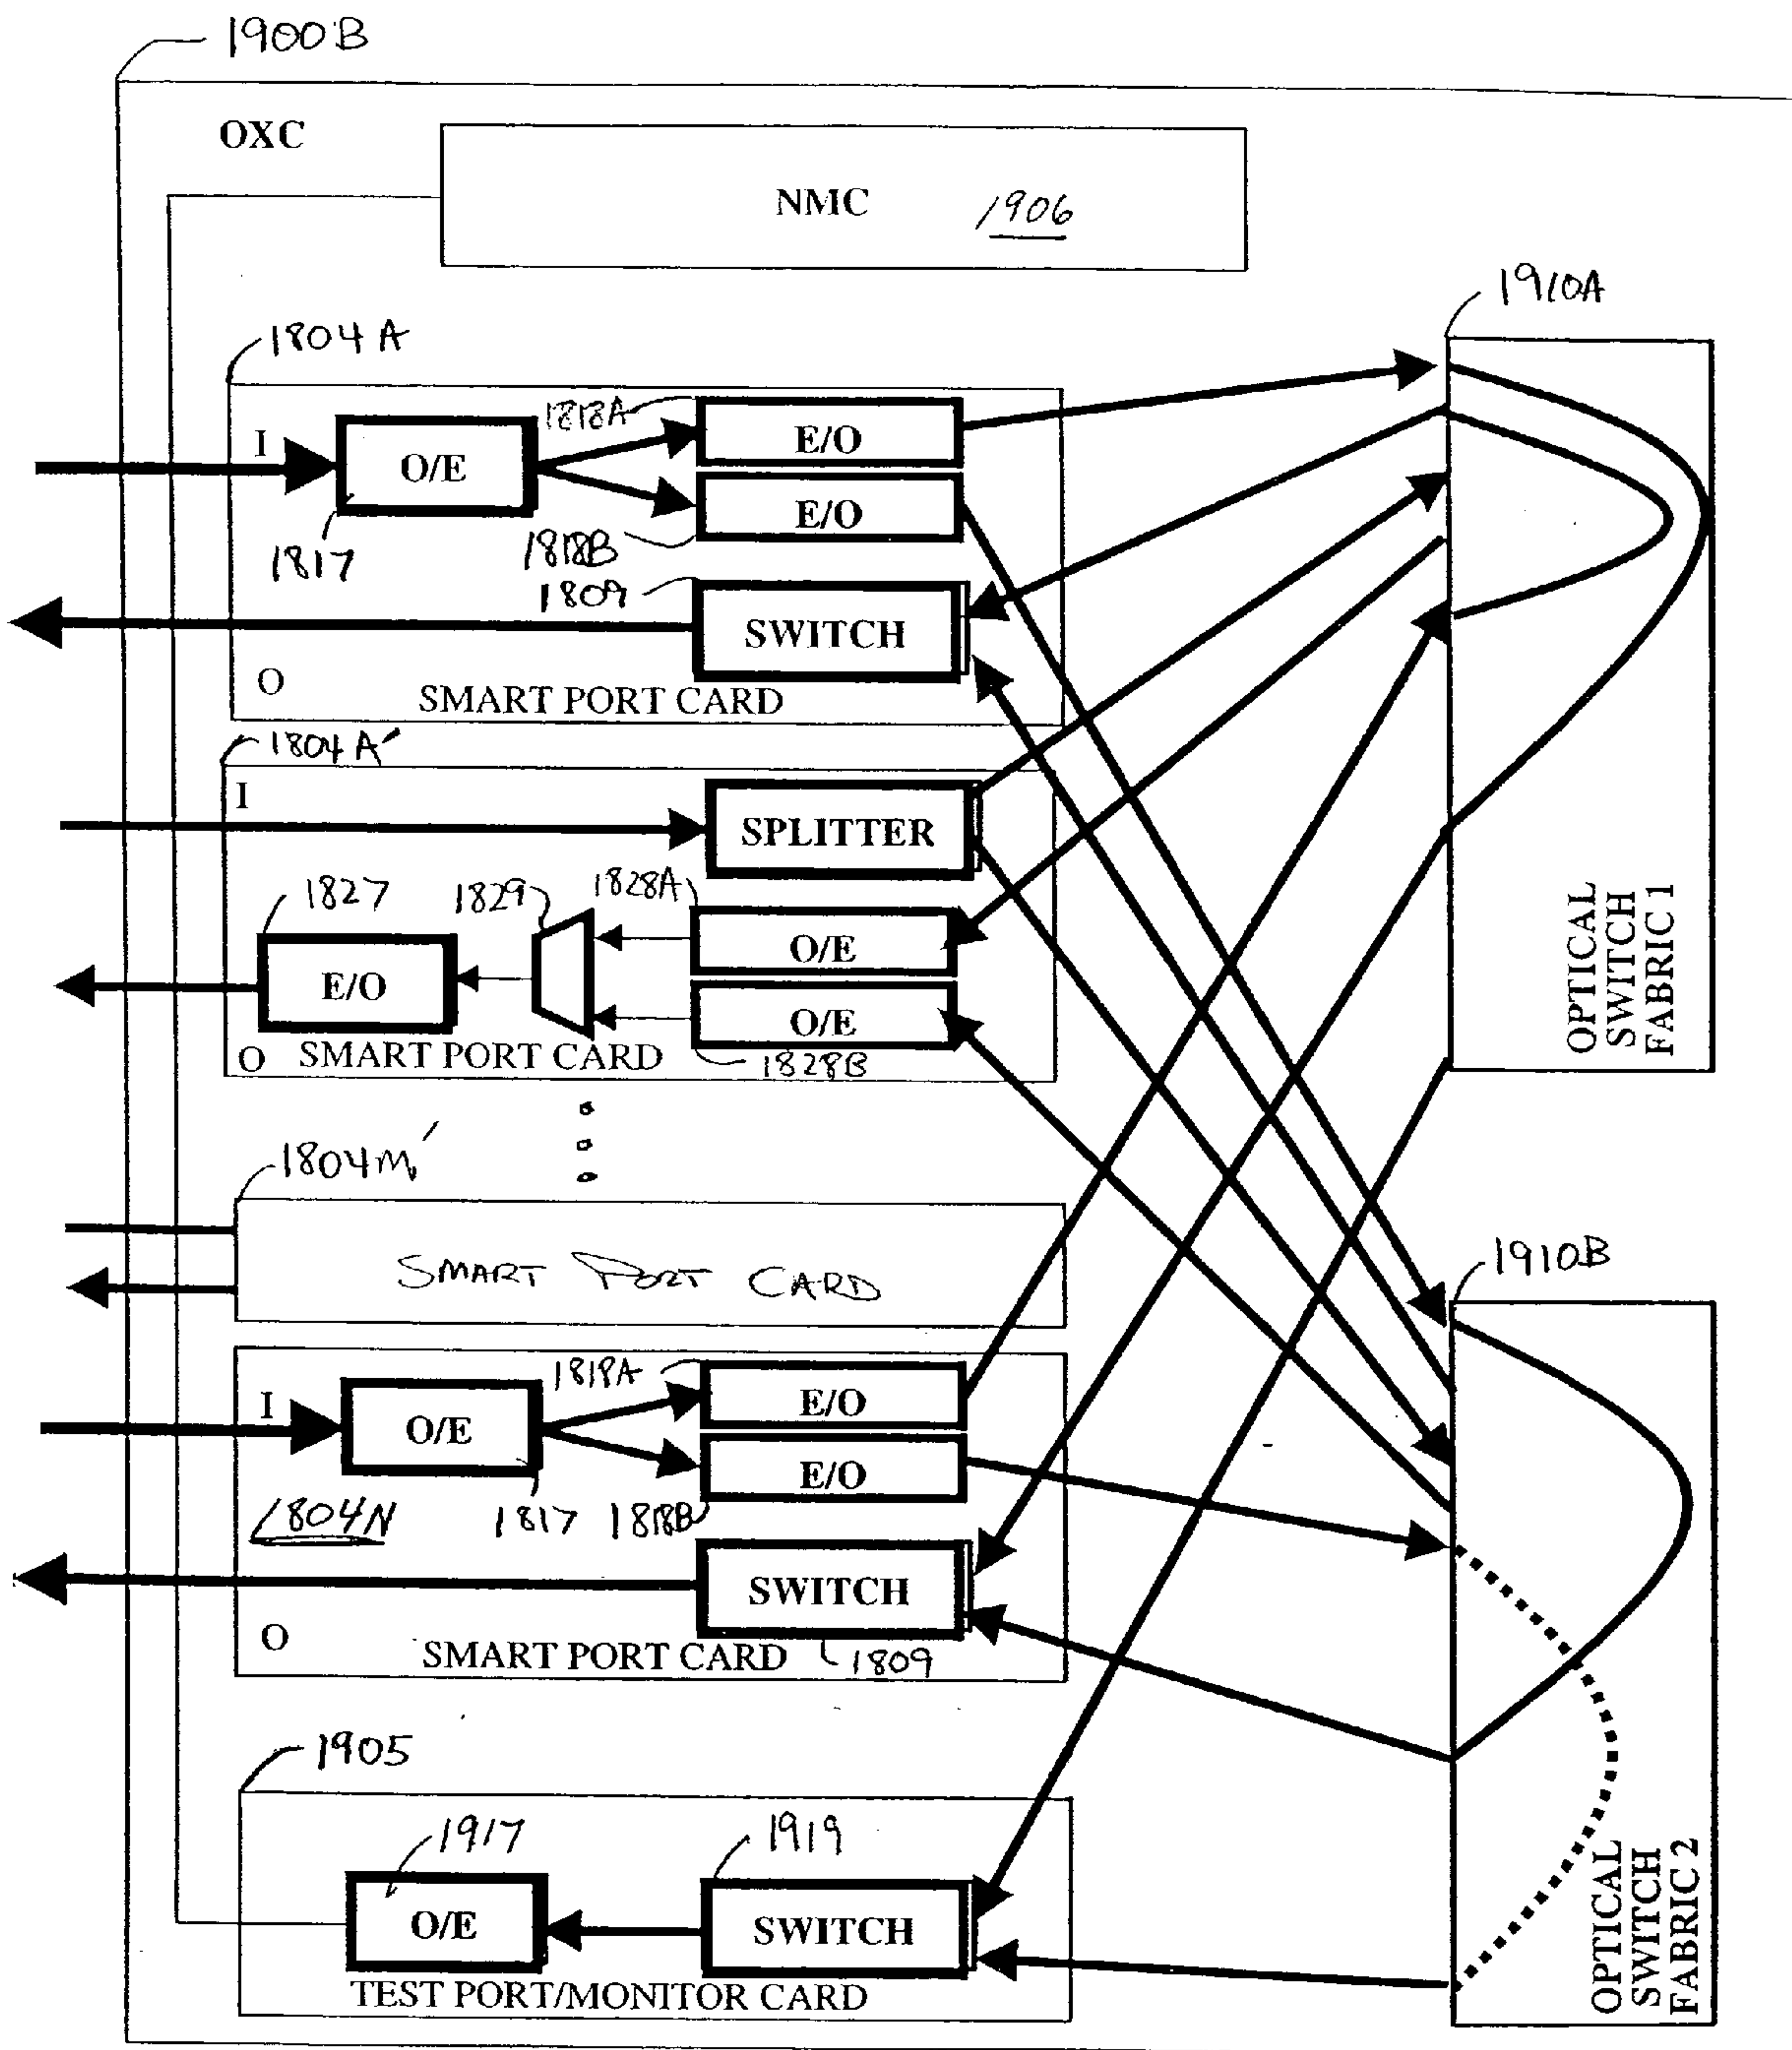 1900B
OXC
NMC 1906
1910A
1804A
I
O/E
1817
1818A
E/O
E/O
1818B
1809
SWITCH
O
SMART PORT CARD
1804A'
I
SPLITTER
1827
1829
1828A
E/O
O/E
O/E
1828B
O
SMART PORT CARD
OPTICAL
SWITCH
FABRIC 1
1804M'
SMART PORT CARD
1910B
I
O/E
1817
1818A
E/O
E/O
1818B
1804N
SWITCH
1809
O
SMART PORT CARD
1905
1917
O/E
1919
SWITCH
TEST PORT/MONITOR CARD
OPTICAL
SWITCH
FABRIC 2